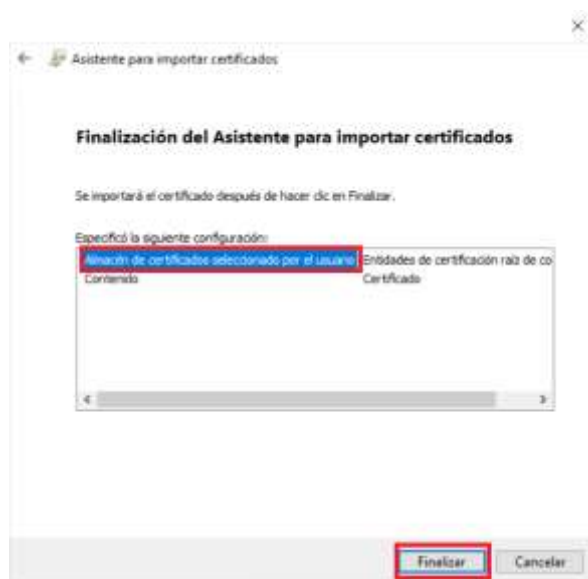 Asistente para importar certificados
Finalización del Asistente para importar certificados
Se importará el certificado después de hacer clic en Finalizar.
Especificó la siguiente configuración:
Almacén de certificados seleccionado por el usuario Entidades de certificación raíz de co
Contenido Certificado
Finalizar Cancelar